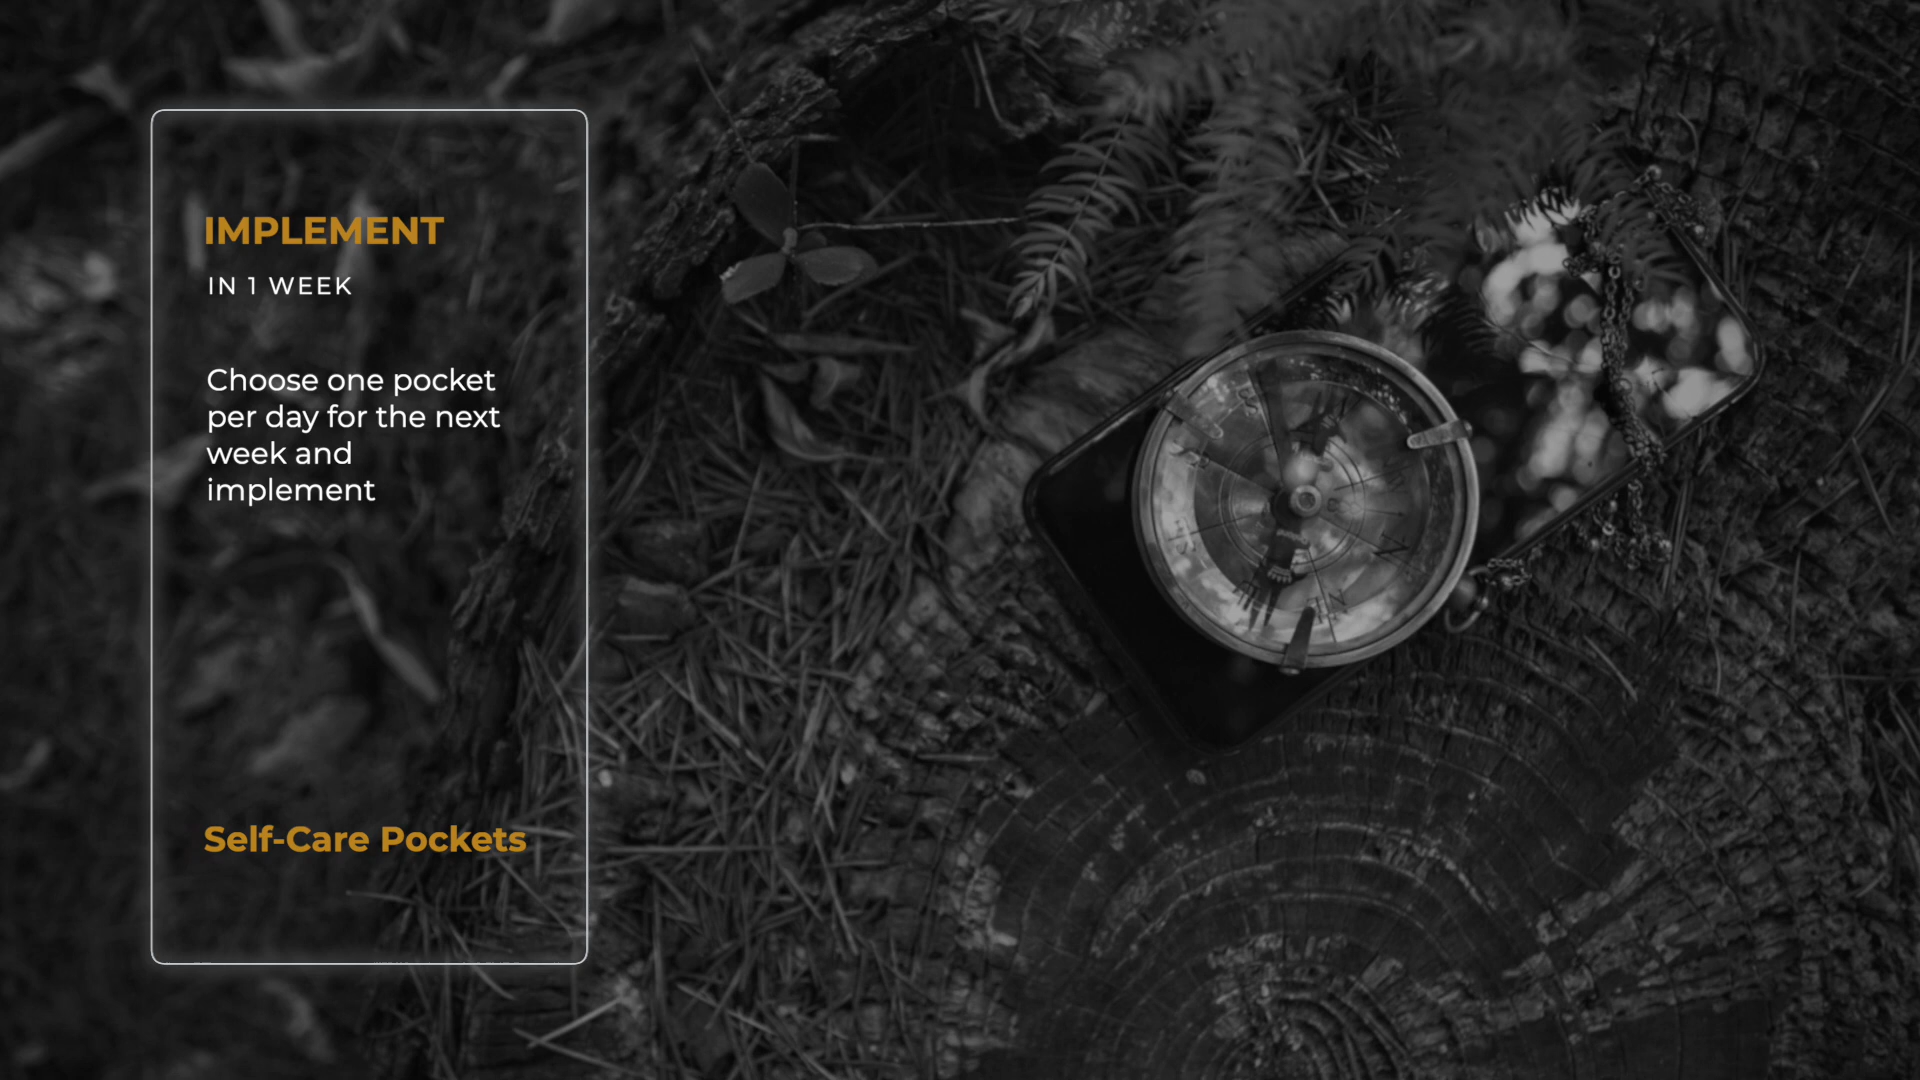 IMPLEMENT
IN 1 WEEK
Choose one pocket
per day for the next
week and
implement
Self-Care Pockets